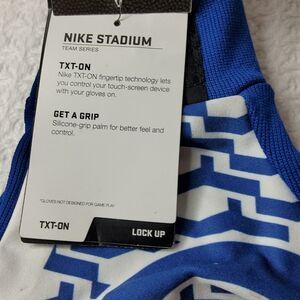 NIKE STADIUM
TEAM SERIES
TXT-ON
Nike TXT-ON fingertip technology lets
you control your touch-screen device
with your gloves on.
GET A GRIP
Silicone-grip palm for better feel and
control.
*GLOVES NOT DESIGNED FOR GAME PLAY
TXT-ON
LOCK UP